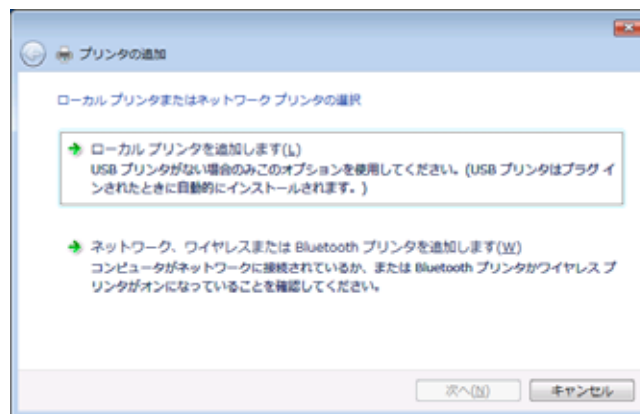 プリンタの追加
ローカル プリンタまたはネットワーク プリンタの選択
ローカル プリンタを追加します(L)
USB プリンタがない場合のみこのオプションを使用してください。(USB プリンタはプラグ イ
ンされたときに自動的にインストールされます。)
ネットワーク、ワイヤレスまたは Bluetooth プリンタを追加します(W)
コンピュータがネットワークに接続されているか、または Bluetooth プリンタかワイヤレス プ
リンタがオンになっていることを確認してください。
次へ(N)
キャンセル